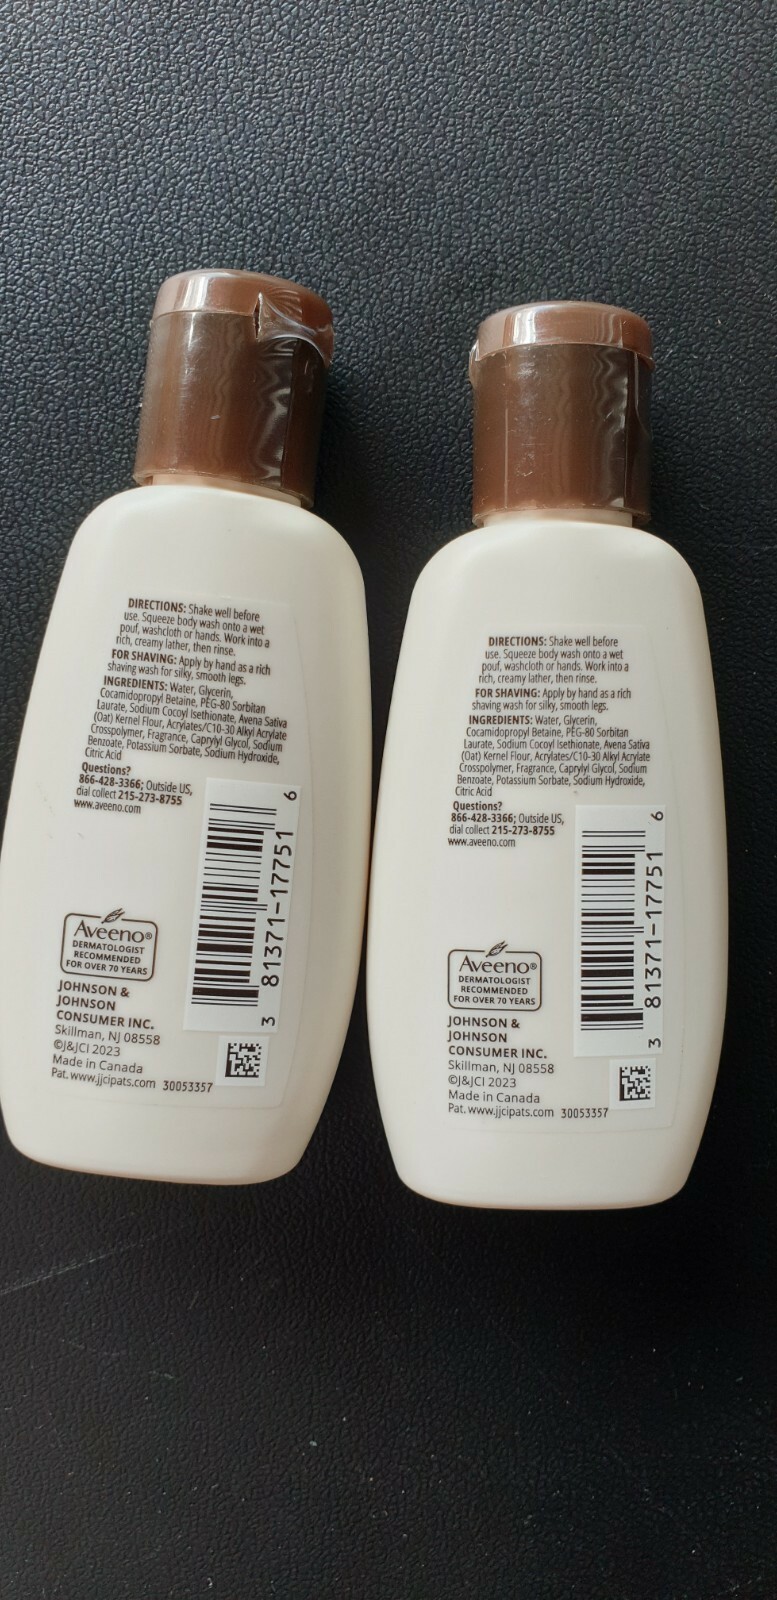 DIRECTIONS: Shake well before
use. Squeeze body wash onto a wet
pouf, washcloth or hands. Work into a
rich, creamy lather, then rinse.
FOR SHAVING: Apply by hand as a rich
shaving wash for silky, smooth legs.
INGREDIENTS: Water, Glycerin,
Cocamidopropyl Betaine, PEG-80 Sorbitan
Laurate, Sodium Cocoyl Isethionate, Avena Sativa
(Oat) Kernel Flour, Acrylates/C10-30 Alkyl Acrylate
Crosspolymer, Fragrance, Caprylyl Glycol, Sodium
Benzoate, Potassium Sorbate, Sodium Hydroxide,
Citric Acid
Questions?
866-428-3366; Outside US,
dial collect 215-273-8755
www.aveeno.com
3 81371-17751 6
Aveeno®
DERMATOLOGIST
RECOMMENDED
FOR OVER 70 YEARS
JOHNSON &
JOHNSON
CONSUMER INC.
Skillman, NJ 08558
©J&JCI 2023
Made in Canada
Pat. www.jjcipats.com 30053357
DIRECTIONS: Shake well before
use. Squeeze body wash onto a wet
pouf, washcloth or hands. Work into a
rich, creamy lather, then rinse.
FOR SHAVING: Apply by hand as a rich
shaving wash for silky, smooth legs.
INGREDIENTS: Water, Glycerin,
Cocamidopropyl Betaine, PEG-80 Sorbitan
Laurate, Sodium Cocoyl Isethionate, Avena Sativa
(Oat) Kernel Flour, Acrylates/C10-30 Alkyl Acrylate
Crosspolymer, Fragrance, Caprylyl Glycol, Sodium
Benzoate, Potassium Sorbate, Sodium Hydroxide,
Citric Acid
Questions?
866-428-3366; Outside US,
dial collect 215-273-8755
www.aveeno.com
3 81371-17751 6
Aveeno®
DERMATOLOGIST
RECOMMENDED
FOR OVER 70 YEARS
JOHNSON &
JOHNSON
CONSUMER INC.
Skillman, NJ 08558
©J&JCI 2023
Made in Canada
Pat. www.jjcipats.com 30053357